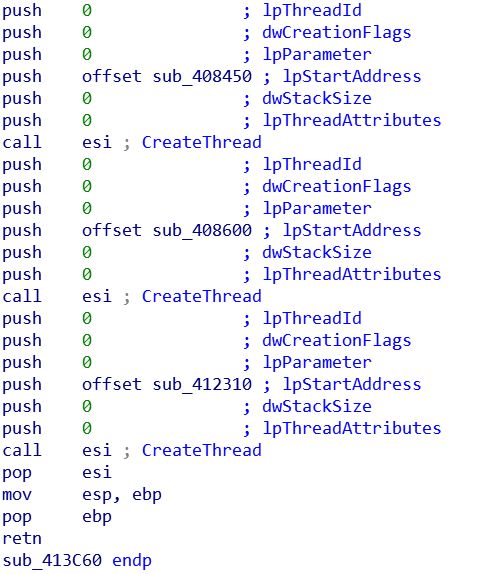 push 0 ; lpThreadId
push 0 ; dwCreationFlags
push 0 ; lpParameter
push offset sub_408450 ; lpStartAddress
push 0 ; dwStackSize
push 0 ; lpThreadAttributes
call esi ; CreateThread
push 0 ; lpThreadId
push 0 ; dwCreationFlags
push 0 ; lpParameter
push offset sub_408600 ; lpStartAddress
push 0 ; dwStackSize
push 0 ; lpThreadAttributes
call esi ; CreateThread
push 0 ; lpThreadId
push 0 ; dwCreationFlags
push 0 ; lpParameter
push offset sub_412310 ; lpStartAddress
push 0 ; dwStackSize
push 0 ; lpThreadAttributes
call esi ; CreateThread
pop esi
mov esp, ebp
pop ebp
retn
sub_413C60 endp